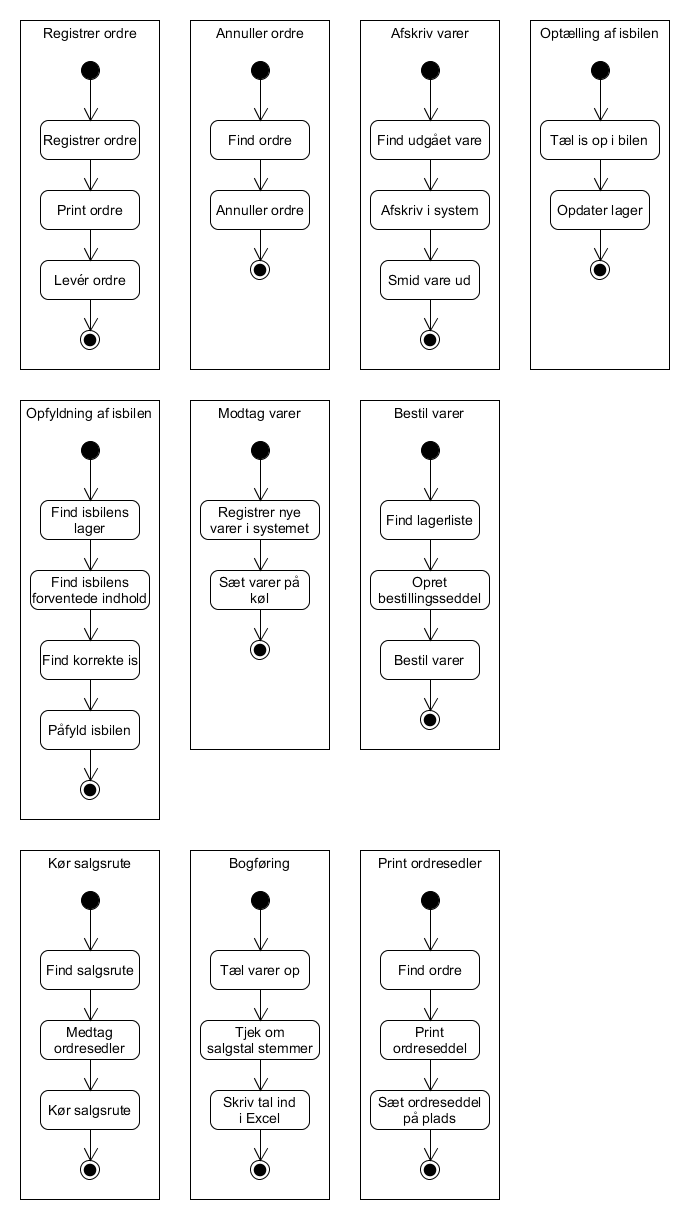 Registrer ordre
Registrer ordre
Print ordre
Levér ordre
Annuller ordre
Find ordre
Annuller ordre
Afskriv varer
Find udgået vare
Afskriv i system
Smid vare ud
Optælling af isbilen
Tæl is op i bilen
Opdater lager
Opfyldning af isbilen
Find isbilens
lager
Find isbilens
forventede indhold
Find korrekte is
Påfyld isbilen
Modtag varer
Registrer nye
varer i systemet
Sæt varer på
køl
Bestil varer
Find lagerliste
Opret
bestillingsseddel
Bestil varer
Kør salgsrute
Find salgsrute
Medtag
ordresedler
Kør salgsrute
Bogføring
Tæl varer op
Tjek om
salgstal stemmer
Skriv tal ind
i Excel
Print ordresedler
Find ordre
Print
ordreseddel
Sæt ordreseddel
på plads